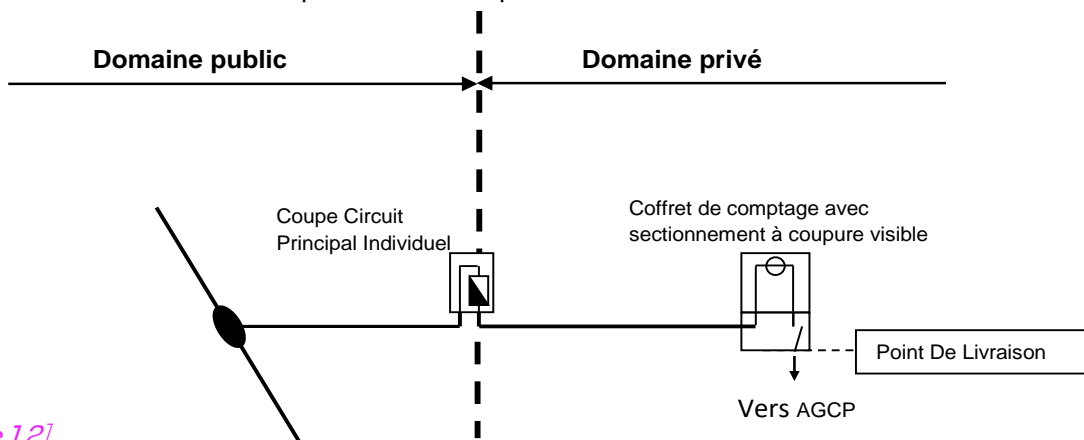 Domaine public
Domaine privé
Coupe Circuit
Principal Individuel
Coffret de comptage avec
sectionnement à coupure visible
Point De Livraison
Vers AGCP